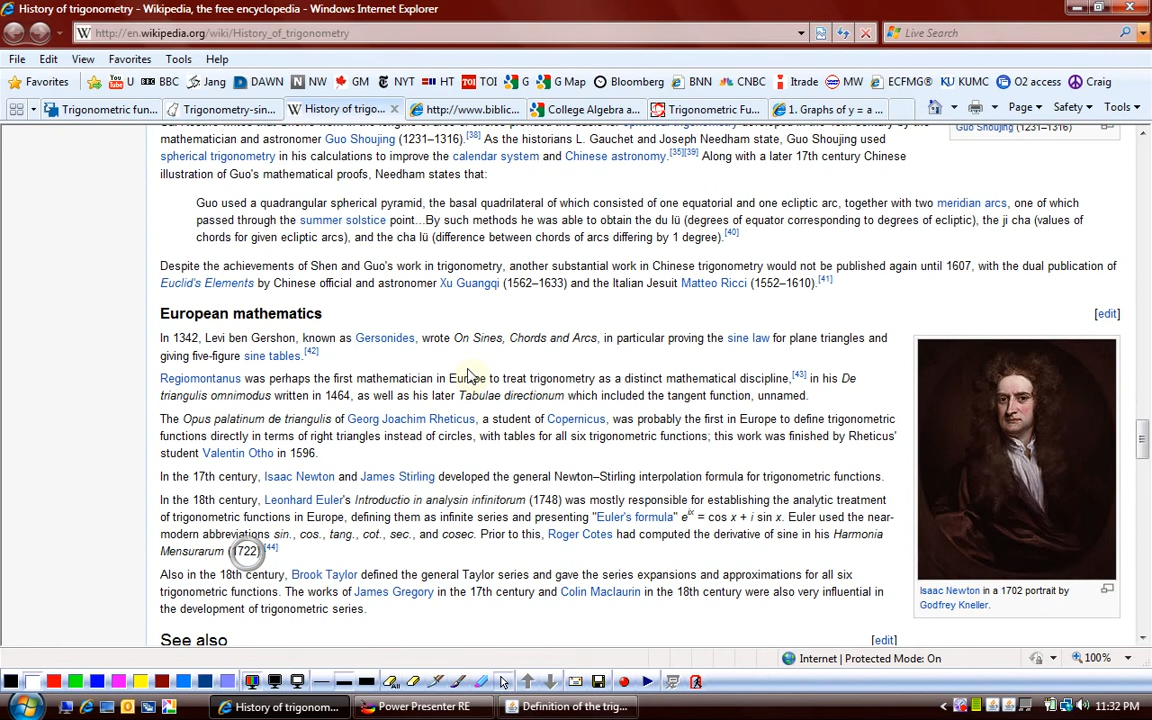 History of trigonometry - Wikipedia, the free encyclopedia - Windows Internet Explorer
http://en.wikipedia.org/wiki/History_of_trigonometry
Live Search
File Edit View Favorites Tools Help
Favorites U BBC Jang DAWN NW GM NYT HT TOI G G Map Bloomberg BNN CNBC Itrade MW ECFMG® KU KUMC O2 access Craig
Trigonometric fun... Trigonometry-sin... History of trigo... http://www.biblic... College Algebra a... Trigonometric Fu... 1. Graphs of y = a ... Page Safety Tools
mathematician and astronomer Guo Shoujing (1231–1316).[38] As the historians L. Gauchet and Joseph Needham state, Guo Shoujing used
Guo Shoujing (1231–1316)
spherical trigonometry in his calculations to improve the calendar system and Chinese astronomy.[35][39] Along with a later 17th century Chinese
illustration of Guo's mathematical proofs, Needham states that:
Guo used a quadrangular spherical pyramid, the basal quadrilateral of which consisted of one equatorial and one ecliptic arc, together with two meridian arcs, one of which
passed through the summer solstice point...By such methods he was able to obtain the du lü (degrees of equator corresponding to degrees of ecliptic), the ji cha (values of
chords for given ecliptic arcs), and the cha lü (difference between chords of arcs differing by 1 degree).[40]
Despite the achievements of Shen and Guo's work in trigonometry, another substantial work in Chinese trigonometry would not be published again until 1607, with the dual publication of
Euclid's Elements by Chinese official and astronomer Xu Guangqi (1562–1633) and the Italian Jesuit Matteo Ricci (1552–1610).[41]
European mathematics [edit]
In 1342, Levi ben Gershon, known as Gersonides, wrote On Sines, Chords and Arcs, in particular proving the sine law for plane triangles and
giving five-figure sine tables.[42]
Regiomontanus was perhaps the first mathematician in Europe to treat trigonometry as a distinct mathematical discipline,[43] in his De
triangulis omnimodus written in 1464, as well as his later Tabulae directionum which included the tangent function, unnamed.
The Opus palatinum de triangulis of Georg Joachim Rheticus, a student of Copernicus, was probably the first in Europe to define trigonometric
functions directly in terms of right triangles instead of circles, with tables for all six trigonometric functions; this work was finished by Rheticus'
student Valentin Otho in 1596.
In the 17th century, Isaac Newton and James Stirling developed the general Newton–Stirling interpolation formula for trigonometric functions.
In the 18th century, Leonhard Euler's Introductio in analysin infinitorum (1748) was mostly responsible for establishing the analytic treatment
of trigonometric functions in Europe, defining them as infinite series and presenting "Euler's formula" e^ix = cos x + i sin x. Euler used the near-
modern abbreviations sin., cos., tang., cot., sec., and cosec. Prior to this, Roger Cotes had computed the derivative of sine in his Harmonia
Mensurarum (1722).[44]
Also in the 18th century, Brook Taylor defined the general Taylor series and gave the series expansions and approximations for all six
trigonometric functions. The works of James Gregory in the 17th century and Colin Maclaurin in the 18th century were also very influential in
the development of trigonometric series.
Isaac Newton in a 1702 portrait by
Godfrey Kneller.
See also [edit]
Internet | Protected Mode: On 100%
History of trigonom... Power Presenter RE Definition of the trig... 11:32 PM